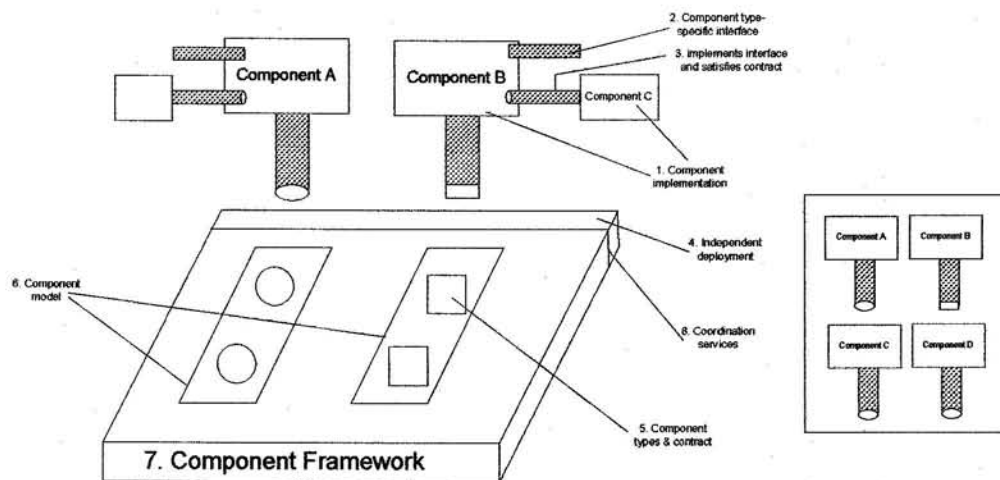 2. Component type-
specific interface
3. implements interface
and satisfies contract
Component A
Component B
Component C
1. Component
implementation
4. Independent
deployment
6. Component
model
8. Coordination
services
5. Component
types & contract
7. Component Framework
Component A
Component B
Component C
Component D